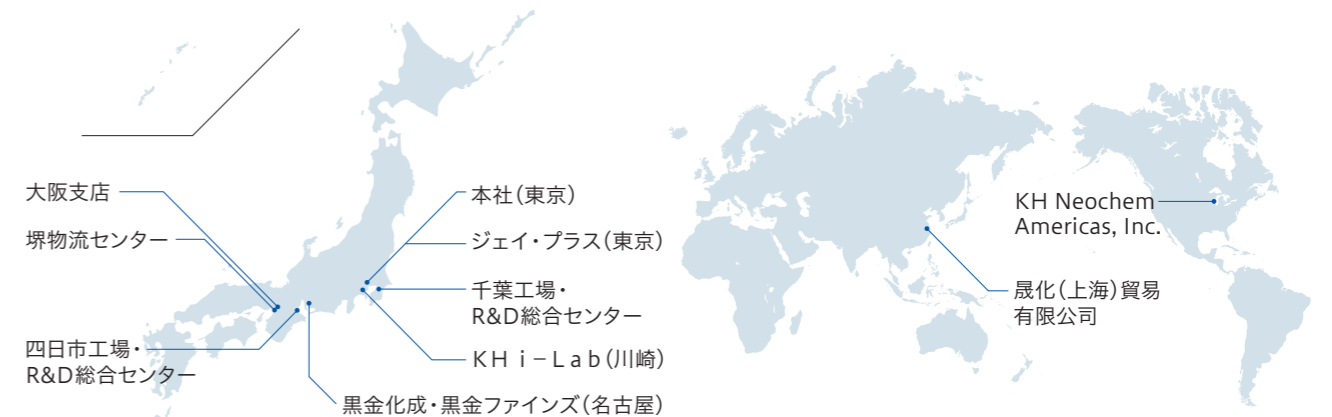 大阪支店
堺物流センター
四日市工場・
R&D総合センター
本社（東京）
ジェイ・プラス（東京）
千葉工場・
R&D総合センター
KH i－Lab（川崎）
黒金化成・黒金ファインズ（名古屋）
KH Neochem
Americas, Inc.
晟化（上海）貿易
有限公司